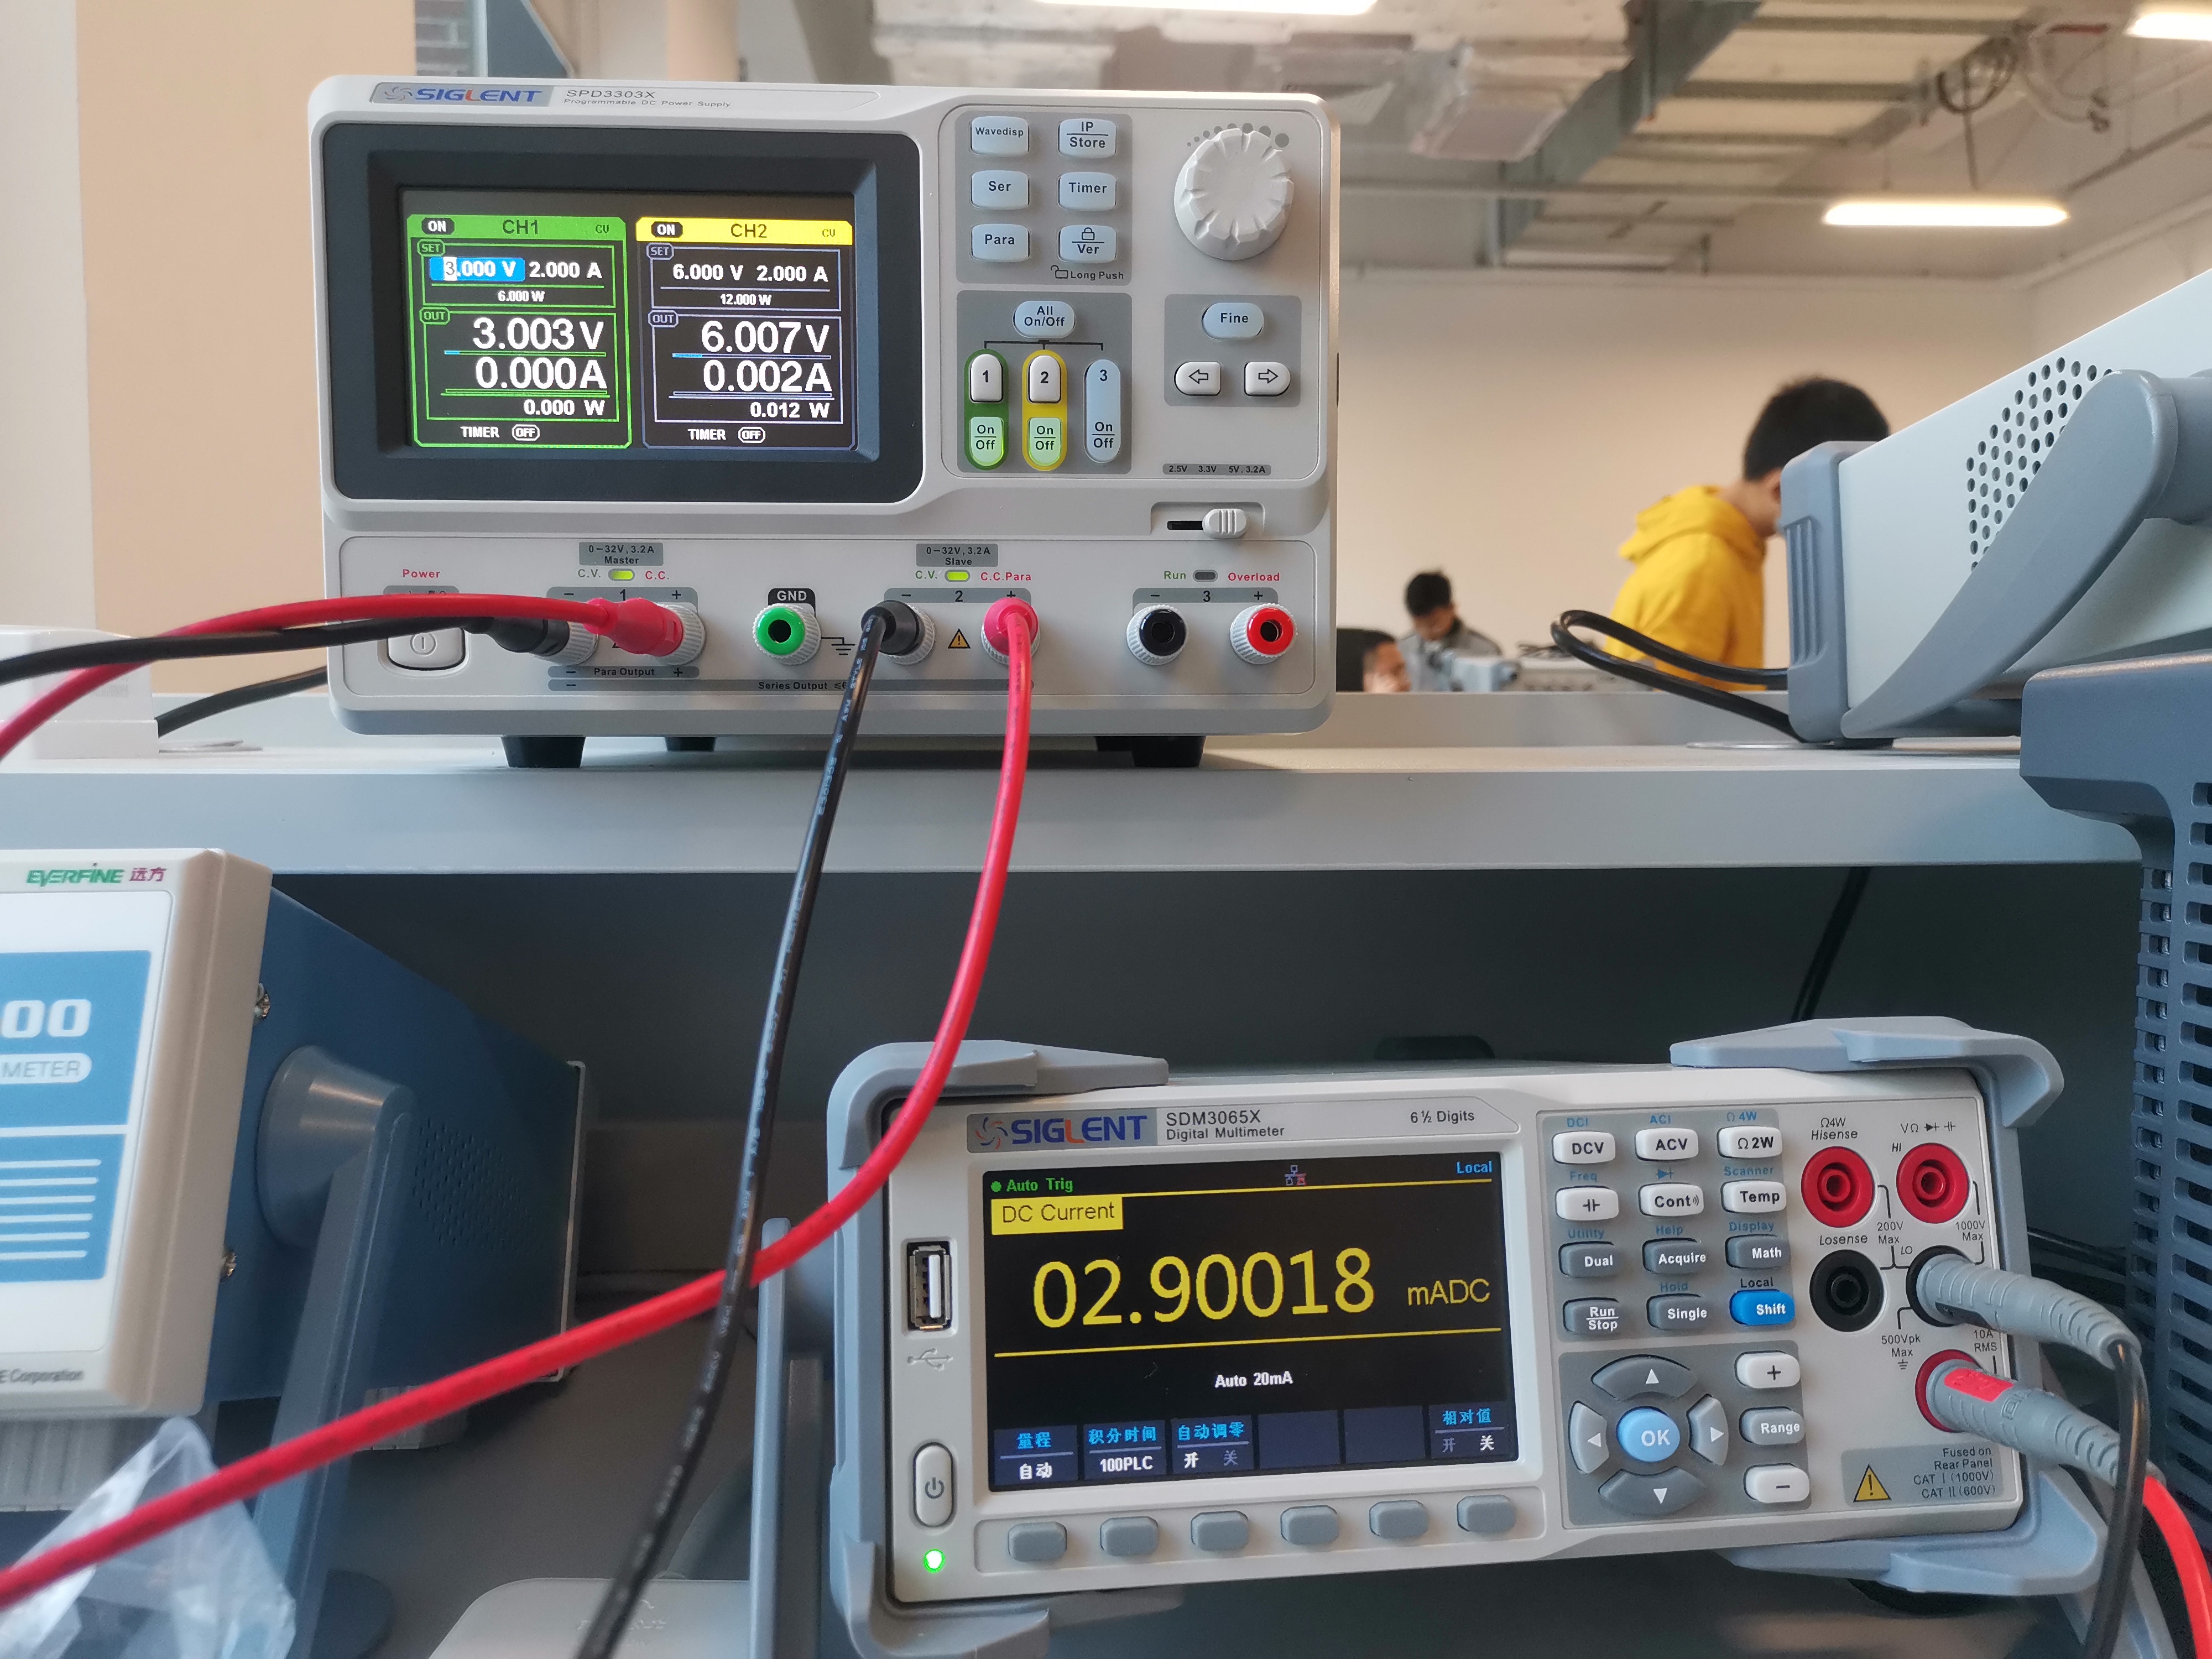 SIGLENT SPD3303X
Programmable DC Power Supply
ON CH1 CV
SET
3.000 V 2.000 A
6.000 W
OUT
3.003V
0.000A
0.000 W
TIMER OFF
ON CH2 CV
SET
6.000 V 2.000 A
12.000 W
OUT
6.007V
0.002A
0.012 W
TIMER OFF
Wavedisp
IP
Store
Ser
Timer
Para
Ver
Long Push
All
On/Off
1 2 3
On
Off
On
Off
On
Off
Fine
2.5V 3.3V 5V.3.2A
Power
0-32V,3.2A
Master
C.V. C.C.
- 1 +
GND
0-32V,3.2A
Slave
C.V. C.C.Para
- 2 +
Run Overload
- 3 +
- Para Output +
- Series Output
EVERFINE 远方
00
METER
E Corporation
SIGLENT SDM3065X
Digital Multimeter
6½ Digits
Auto Trig
Local
DC Current
02.90018 mADC
Auto 20mA
量程
自动
积分时间
100PLC
自动调零
开 关
相对值
开 关
DCI ACI Ω4W
DCV ACV Ω2W
Freq Scanner
Cont Temp
Utility Help Display
Dual Acquire Math
Hold Local
Run
Stop
Single Shift
OK
+
Range
-
Ω4W
Hisense
VΩ
HI
200V
Max
1000V
Max
Losense
LO
500Vpk
Max
10A
RMS
Fused on
Rear Panel
CAT I (1000V)
CAT II (600V)